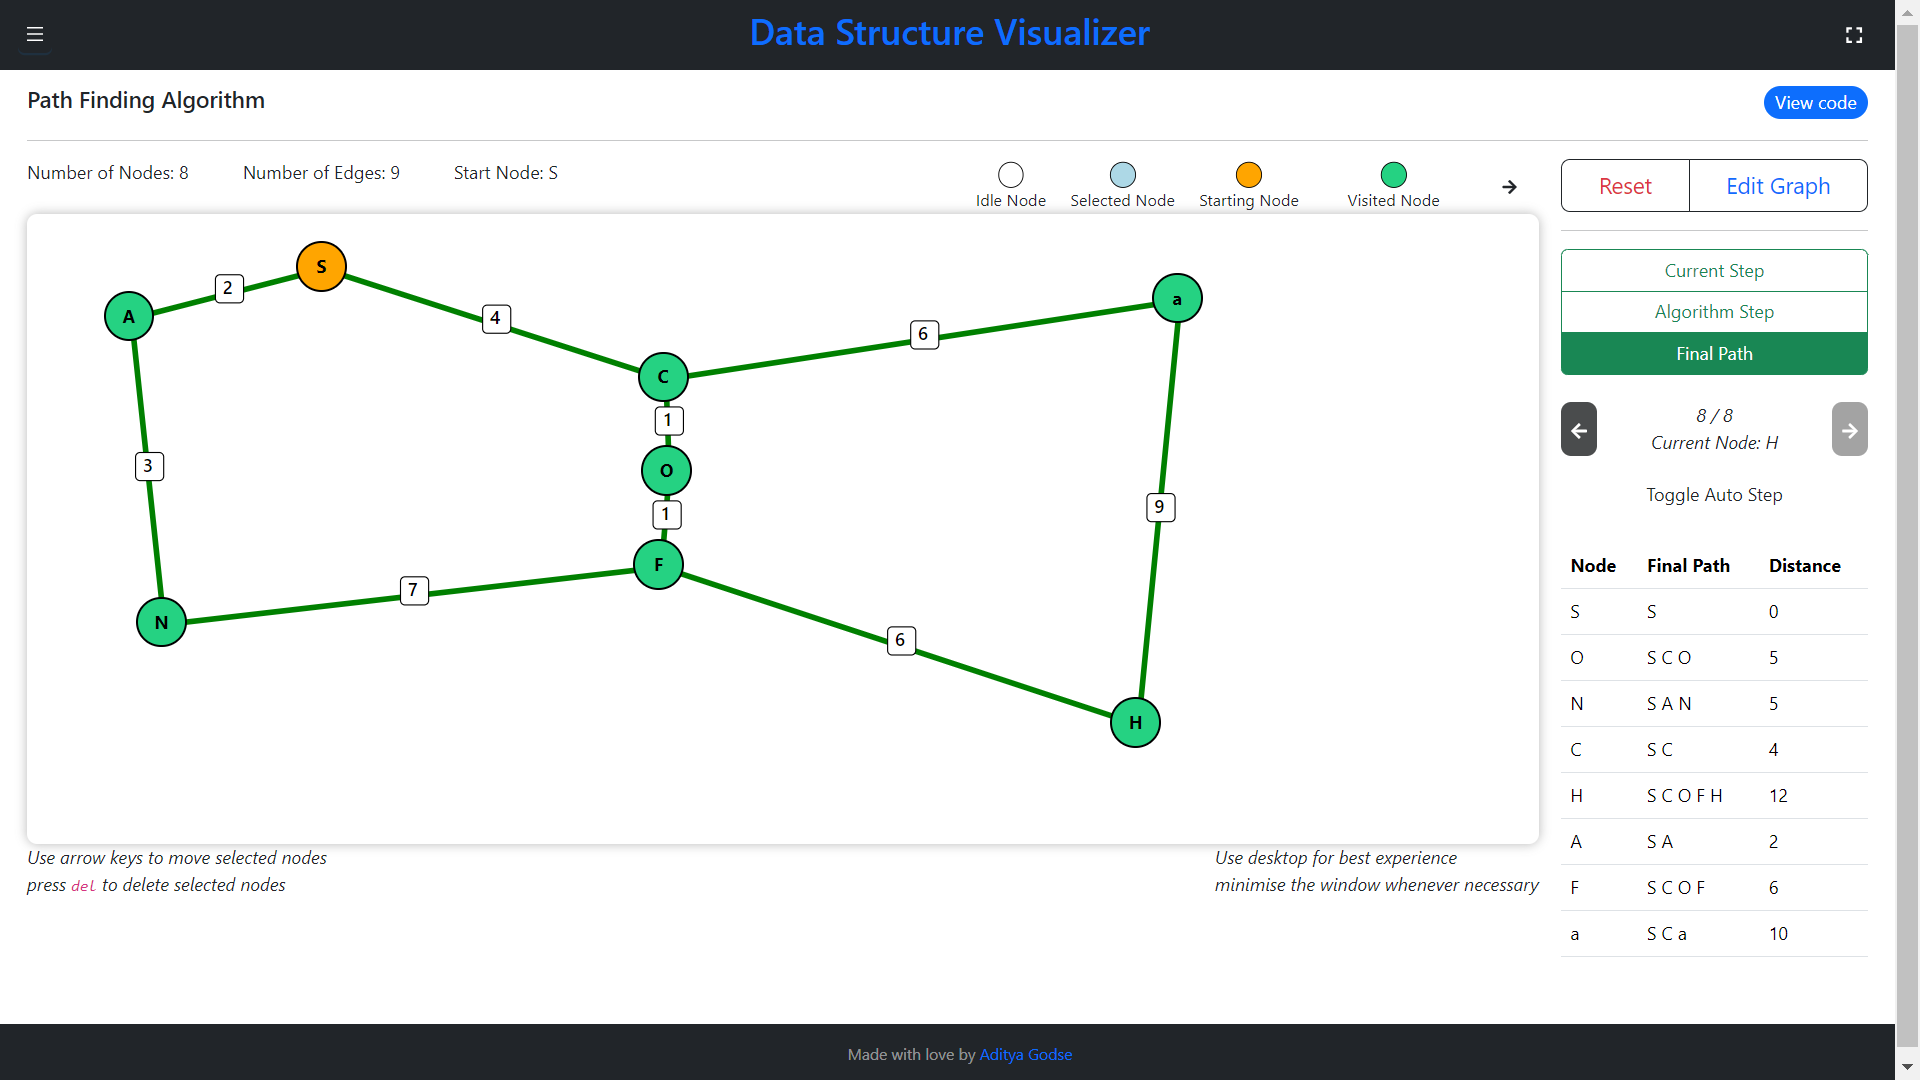 Data Structure Visualizer
Path Finding Algorithm
View code
Number of Nodes: 8
Number of Edges: 9
Start Node: S
Idle Node
Selected Node
Starting Node
Visited Node
Reset
Edit Graph
S
2
A
4
a
6
C
1
O
1
F
3
7
N
9
6
H
Current Step
Algorithm Step
Final Path
8 / 8
Current Node: H
Toggle Auto Step
Node Final Path Distance
S S 0
O S C O 5
N S A N 5
C S C 4
H S C O F H 12
A S A 2
F S C O F 6
a S C a 10
Use arrow keys to move selected nodes
press del to delete selected nodes
Use desktop for best experience
minimise the window whenever necessary
Made with love by Aditya Godse